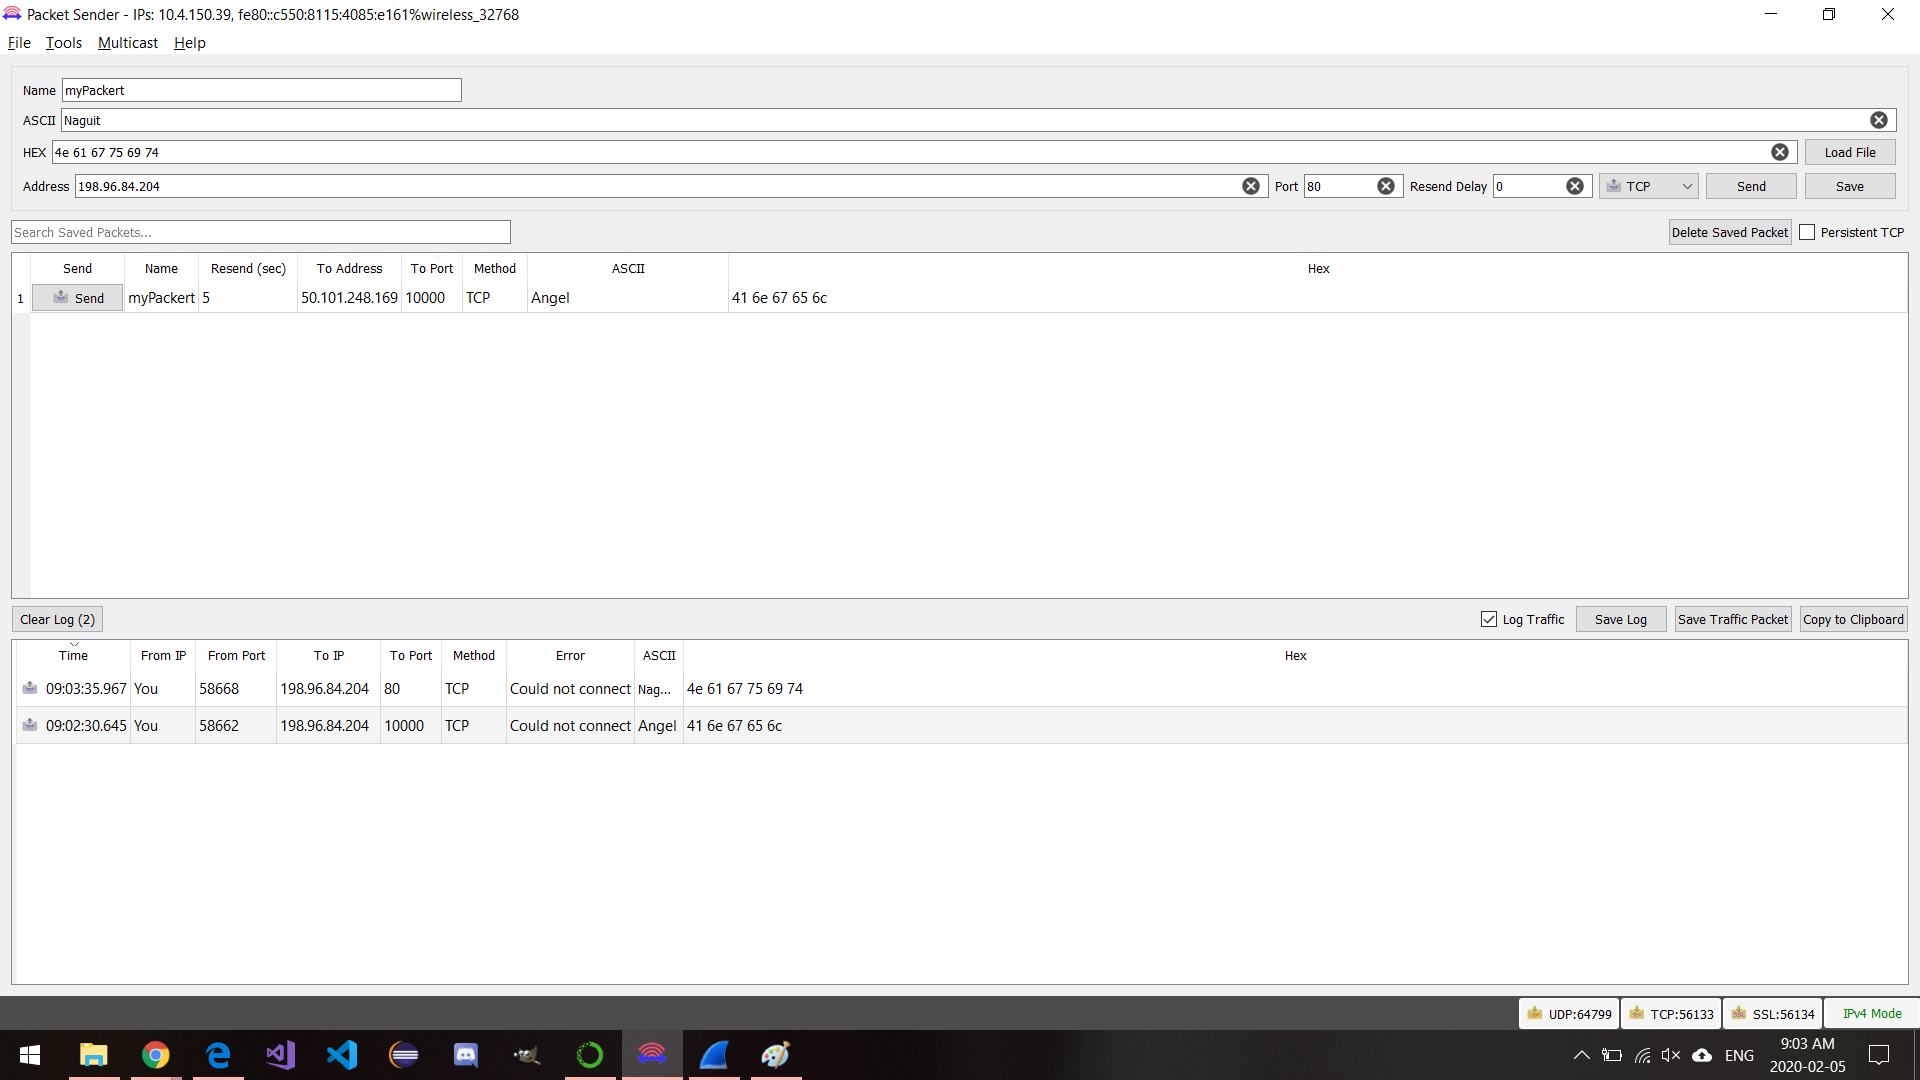 Packet Sender - IPs: 10.4.150.39, fe80::c550:8115:4085:e161%wireless_32768
File Tools Multicast Help
Name myPackert
ASCII Naguit
HEX 4e 61 67 75 69 74 Load File
Address 198.96.84.204 Port 80 Resend Delay 0 TCP Send Save
Search Saved Packets... Delete Saved Packet Persistent TCP
Send Name Resend (sec) To Address To Port Method ASCII Hex
1 Send myPackert 5 50.101.248.169 10000 TCP Angel 41 6e 67 65 6c
Clear Log (2) Log Traffic Save Log Save Traffic Packet Copy to Clipboard
Time From IP From Port To IP To Port Method Error ASCII Hex
09:03:35.967 You 58668 198.96.84.204 80 TCP Could not connect Nag... 4e 61 67 75 69 74
09:02:30.645 You 58662 198.96.84.204 10000 TCP Could not connect Angel 41 6e 67 65 6c
UDP:64799 TCP:56133 SSL:56134 IPv4 Mode
ENG 9:03 AM
2020-02-05